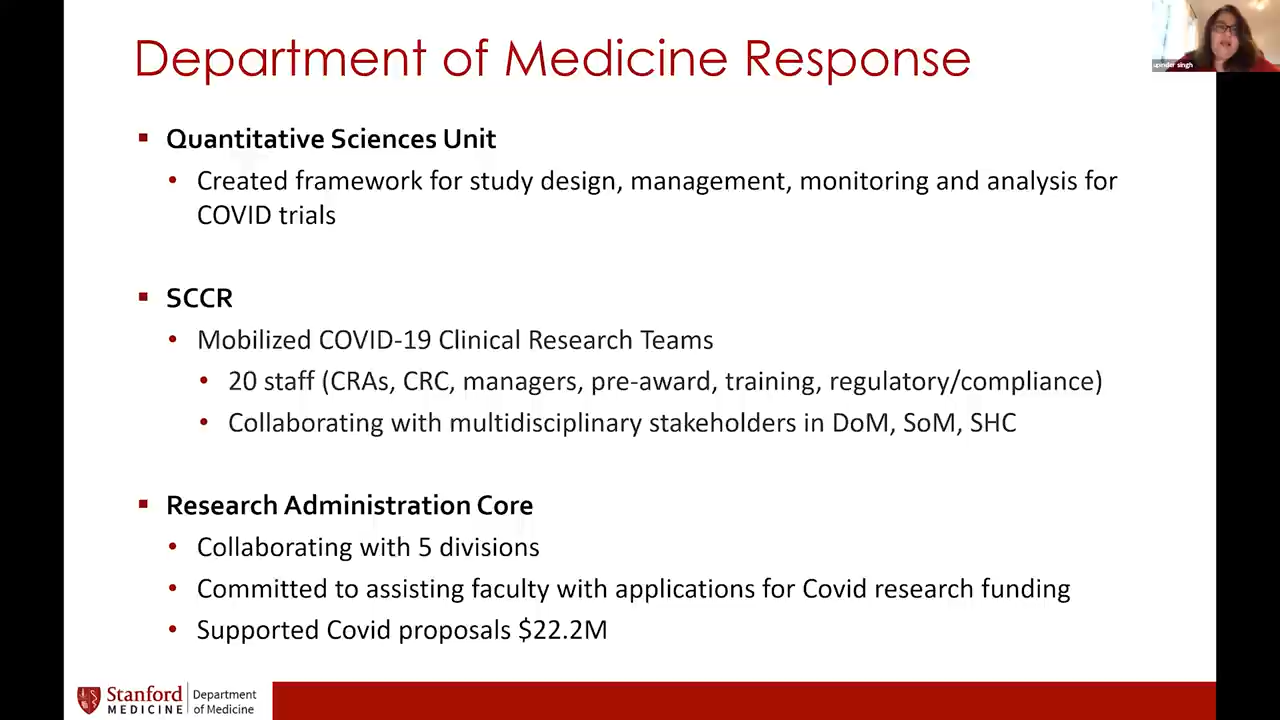 Department of Medicine Response
upinder singh
Quantitative Sciences Unit
Created framework for study design, management, monitoring and analysis for
COVID trials
SCCR
Mobilized COVID-19 Clinical Research Teams
20 staff (CRAs, CRC, managers, pre-award, training, regulatory/compliance)
Collaborating with multidisciplinary stakeholders in DoM, SoM, SHC
Research Administration Core
Collaborating with 5 divisions
Committed to assisting faculty with applications for Covid research funding
Supported Covid proposals $22.2M
Stanford
MEDICINE
Department
of Medicine